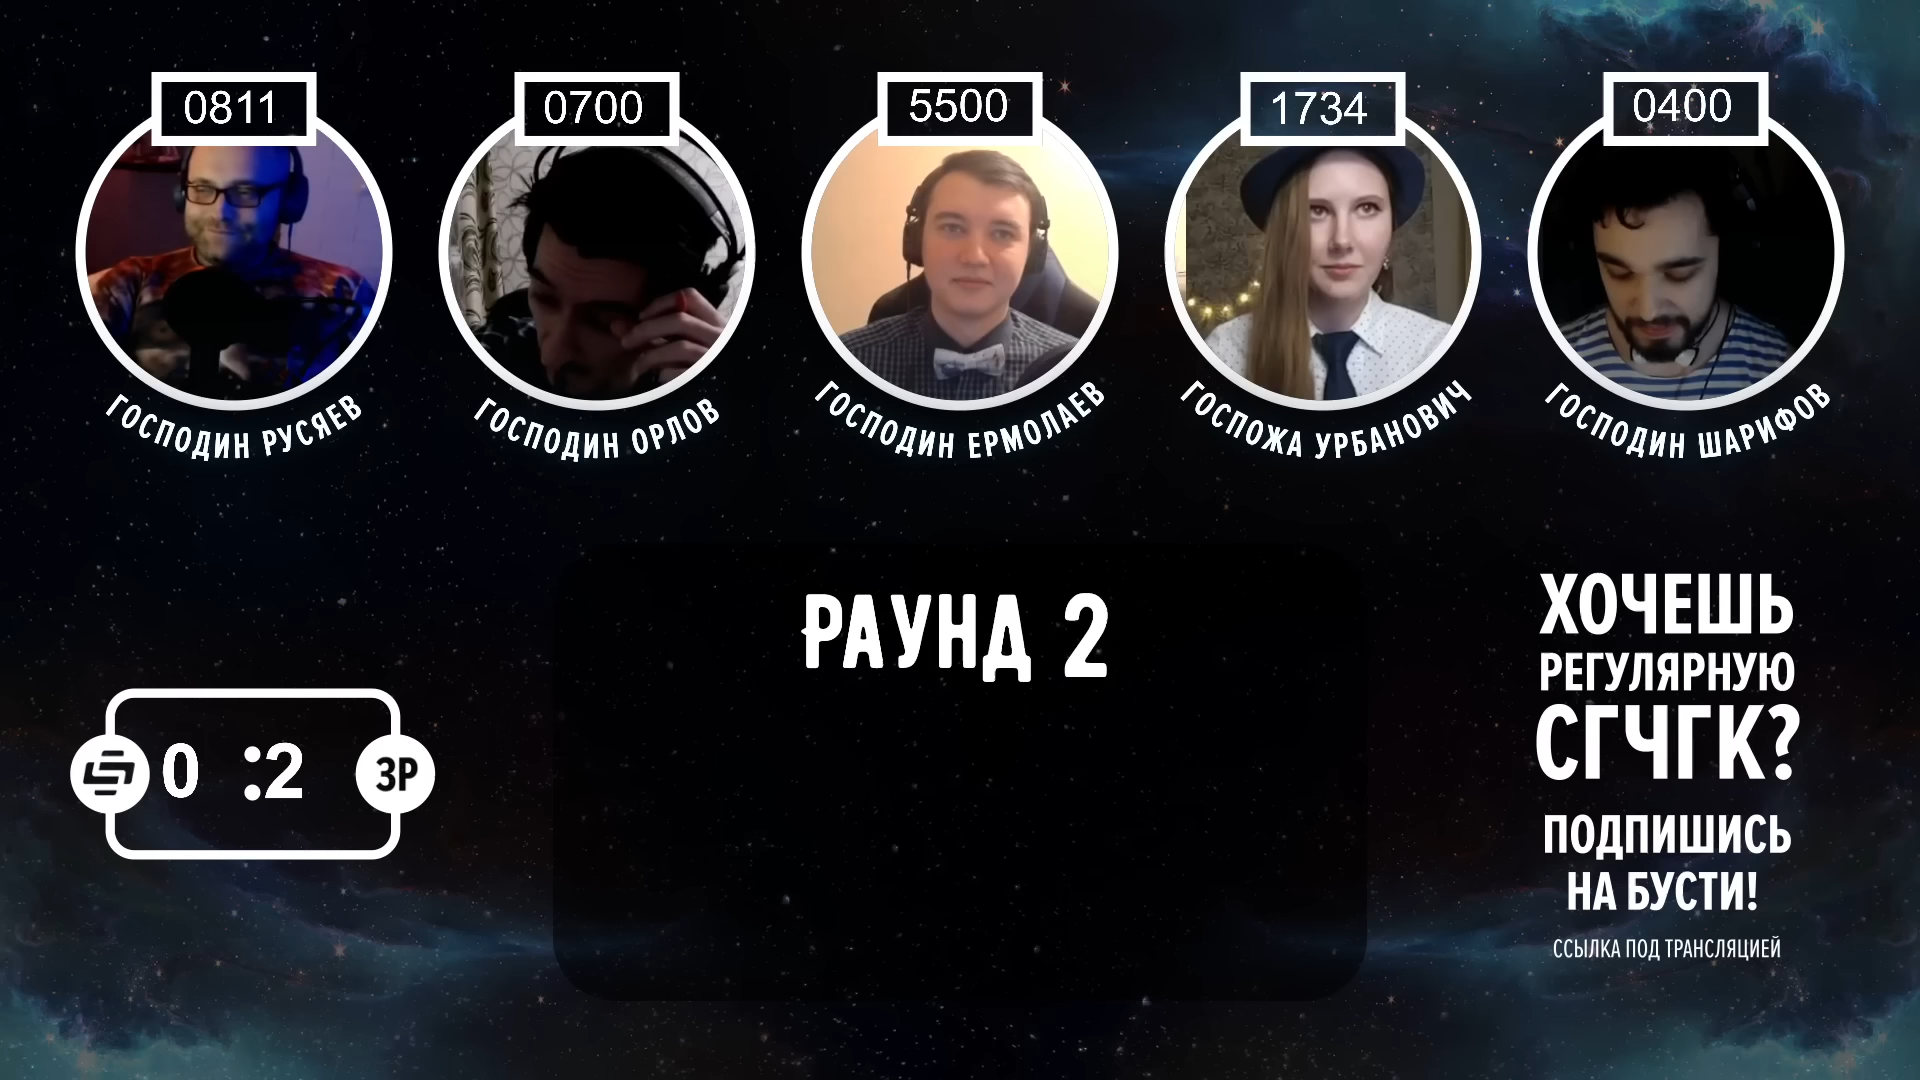 0811
0700
5500
1734
0400
ГОСПОДИН РУСЯЕВ
ГОСПОДИН ОРЛОВ
ГОСПОДИН ЕРМОЛАЕВ
ГОСПОЖА УРБАНОВИЧ
ГОСПОДИН ШАРИФОВ
РАУНД 2
0 :2
ЗР
ХОЧЕШЬ
РЕГУЛЯРНУЮ
СГЧГК?
ПОДПИШИСЬ
НА БУСТИ!
ССЫЛКА ПОД ТРАНСЛЯЦИЕЙ